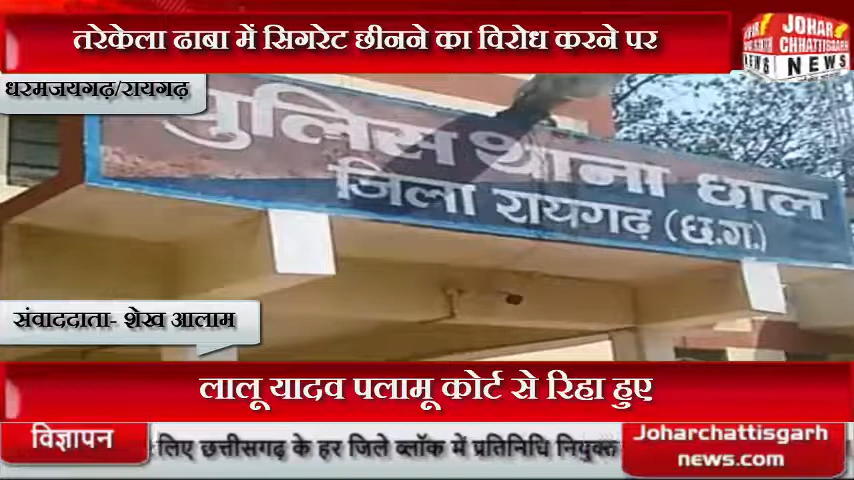 तरेकेला ढाबा में सिगरेट छीनने का विरोध करने पर
JOHAR
CHHATTISGARH
NEWS
धरमजयगढ़/रायगढ़
पुलिस थाना छाल
जिला रायगढ़ (छ.ग.)
संवाददाता- शेख आलाम
लालू यादव पलामू कोर्ट से रिहा हुए
विज्ञापन
लिए छत्तीसगढ़ के हर जिले ब्लॉक में प्रतिनिधि नियुक्त
Joharchattisgarh
news.com